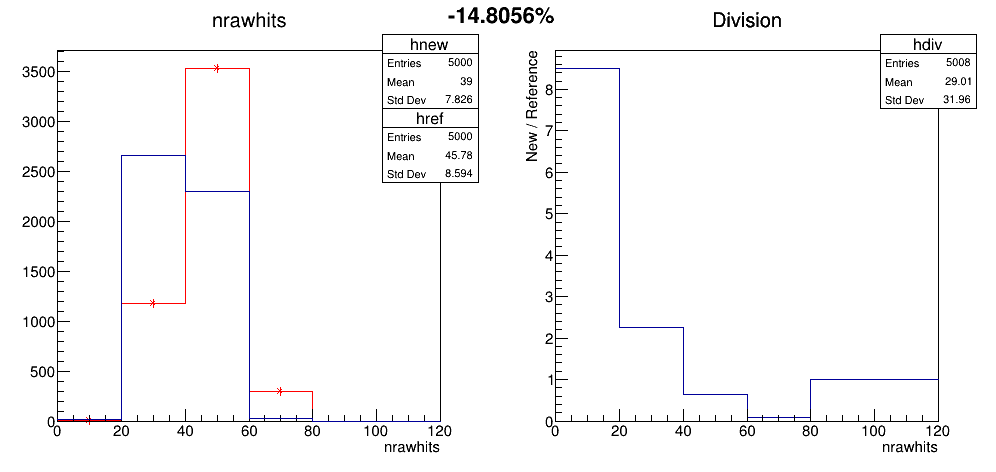 -14.8056%
nrawhits
hnew
Entries 5000
Mean 39
Std Dev 7.826
href
Entries 5000
Mean 45.78
Std Dev 8.594
3500
3000
2500
2000
1500
1000
500
0
0 20 40 60 80 100 120
nrawhits
Division
hdiv
Entries 5008
Mean 29.01
Std Dev 31.96
New / Reference
8
7
6
5
4
3
2
1
0
0 20 40 60 80 100 120
nrawhits